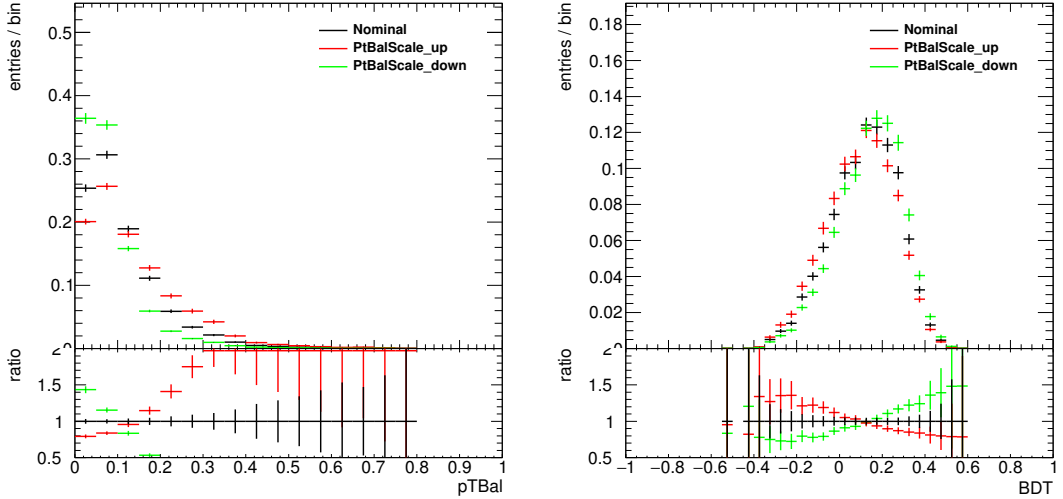 entries / bin
0.5
0.4
0.3
0.2
0.1
0
Nominal
PtBalScale_up
PtBalScale_down
ratio
2
1.5
1
0.5
0 0.1 0.2 0.3 0.4 0.5 0.6 0.7 0.8 0.9 1
pTBal
entries / bin
0.18
0.16
0.14
0.12
0.1
0.08
0.06
0.04
0.02
0
Nominal
PtBalScale_up
PtBalScale_down
ratio
2
1.5
1
0.5
−1 −0.8 −0.6 −0.4 −0.2 0 0.2 0.4 0.6 0.8 1
BDT